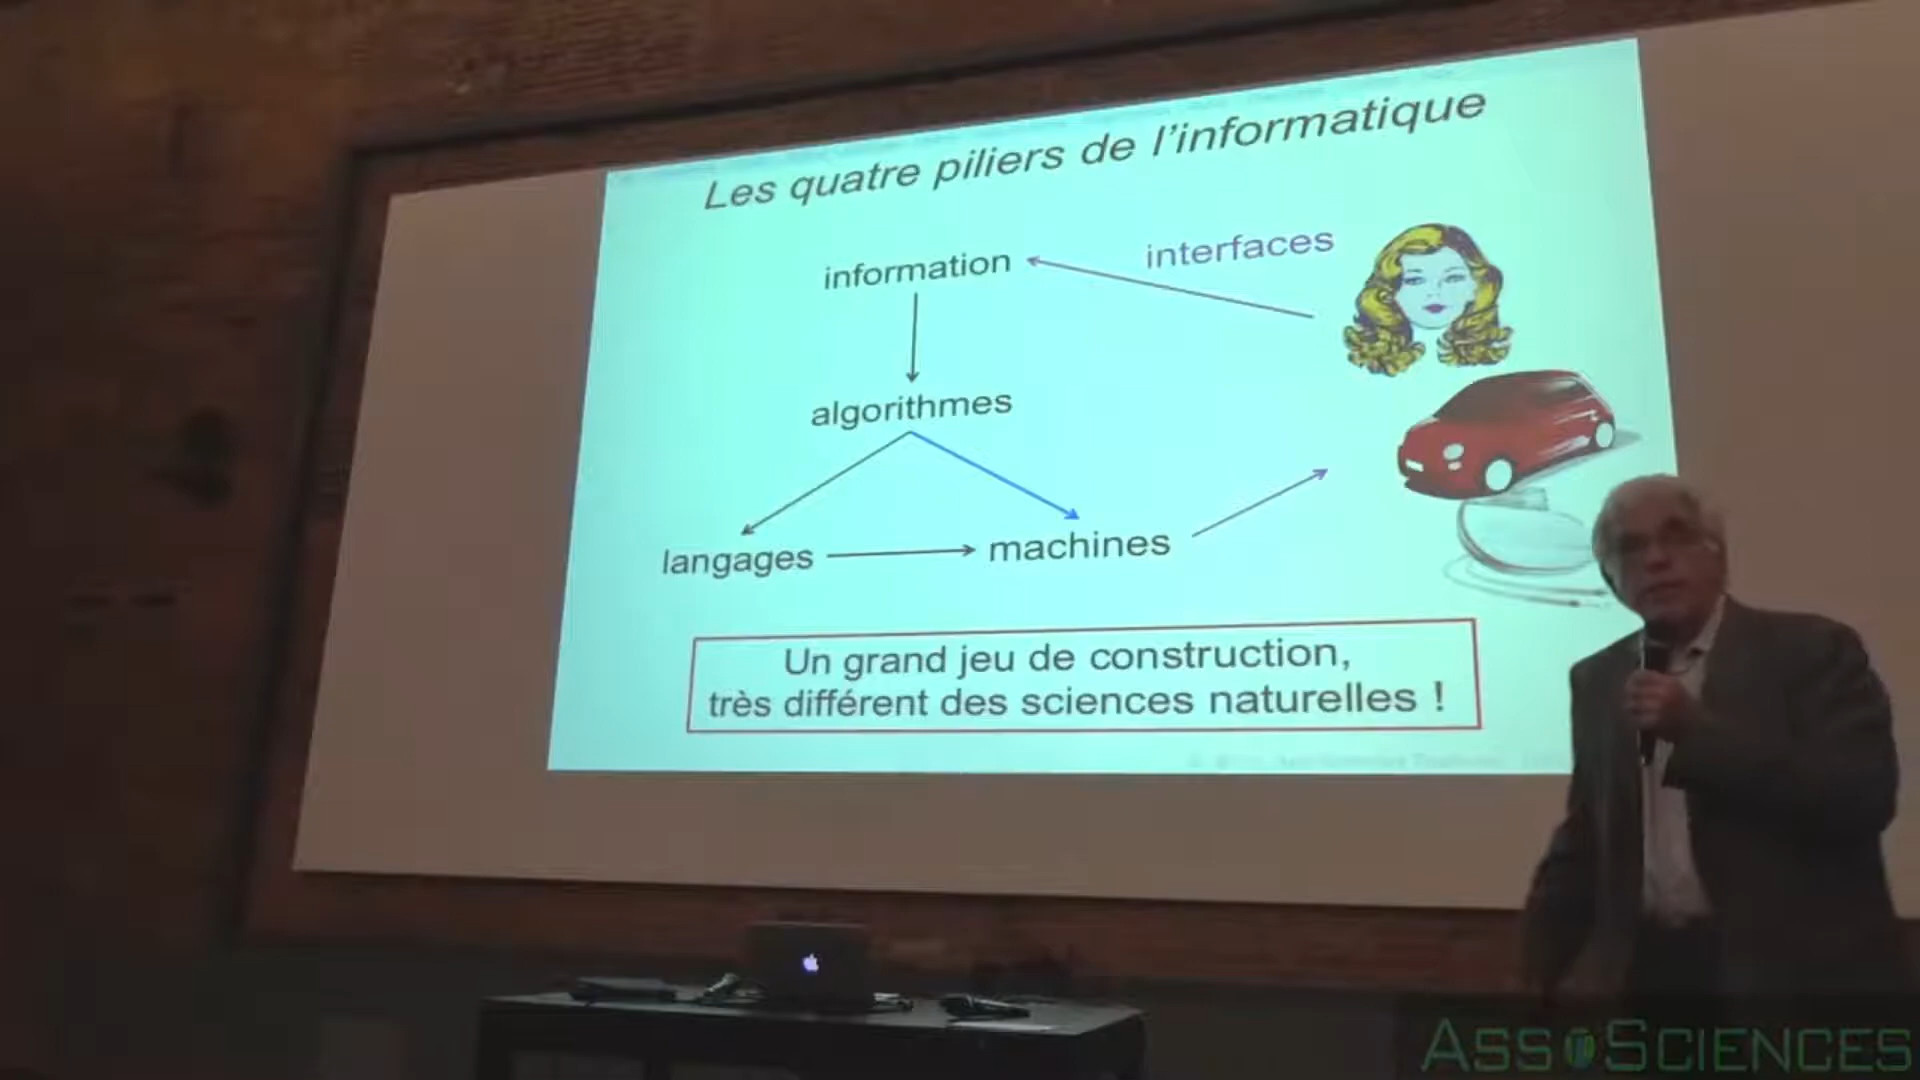 Les quatre piliers de l'informatique
interfaces
information
algorithmes
langages
machines
Un grand jeu de construction,
très différent des sciences naturelles !
ASSOSCIENCES